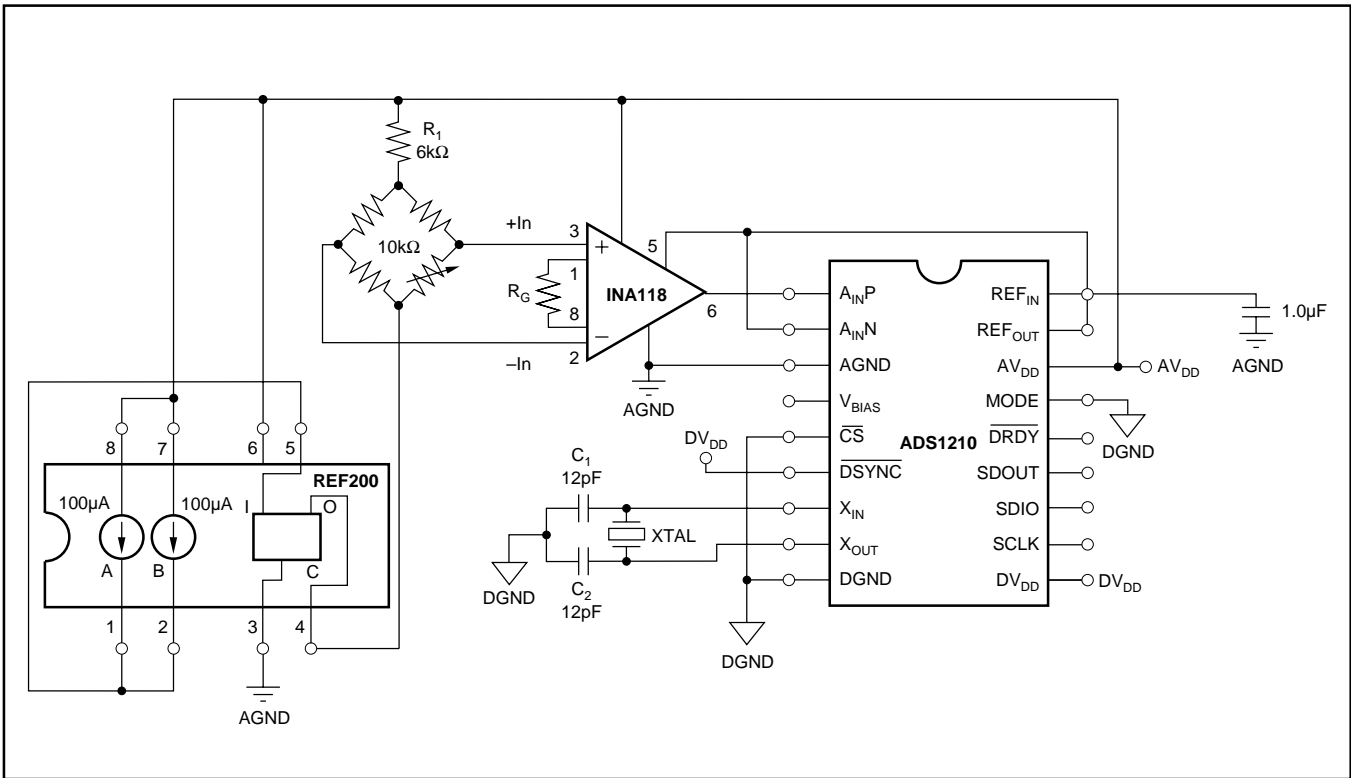 R1
6kΩ
10kΩ
+In
–In
3
+
1
RG
8
–
2
INA118
5
6
AGND
AINP
AINN
AGND
VBIAS
CS
DSYNC
XIN
XOUT
DGND
ADS1210
REFIN
REFOUT
AVDD
MODE
DRDY
SDOUT
SDIO
SCLK
DVDD
1.0µF
AGND
AVDD
DGND
DVDD
DVDD
C1
12pF
XTAL
C2
12pF
DGND
DGND
8
7
6
5
REF200
100µA
100µA
I
O
A
B
C
1
2
3
4
AGND